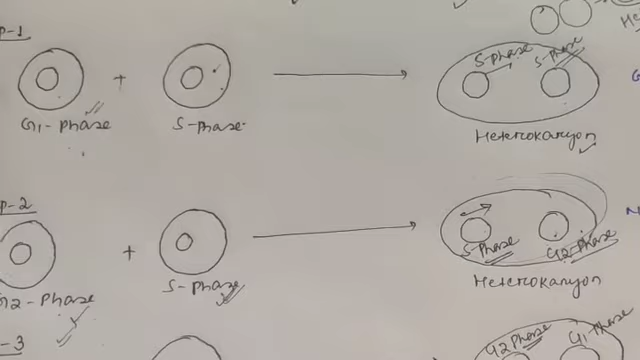 P-1
G1-Phase + S-Phase
S-Phase S-Phase
Heterokaryon
P-2
G2-Phase + S-Phase
S-Phase G2-Phase
Heterokaryon
-3
G2 Phase G1 Phase